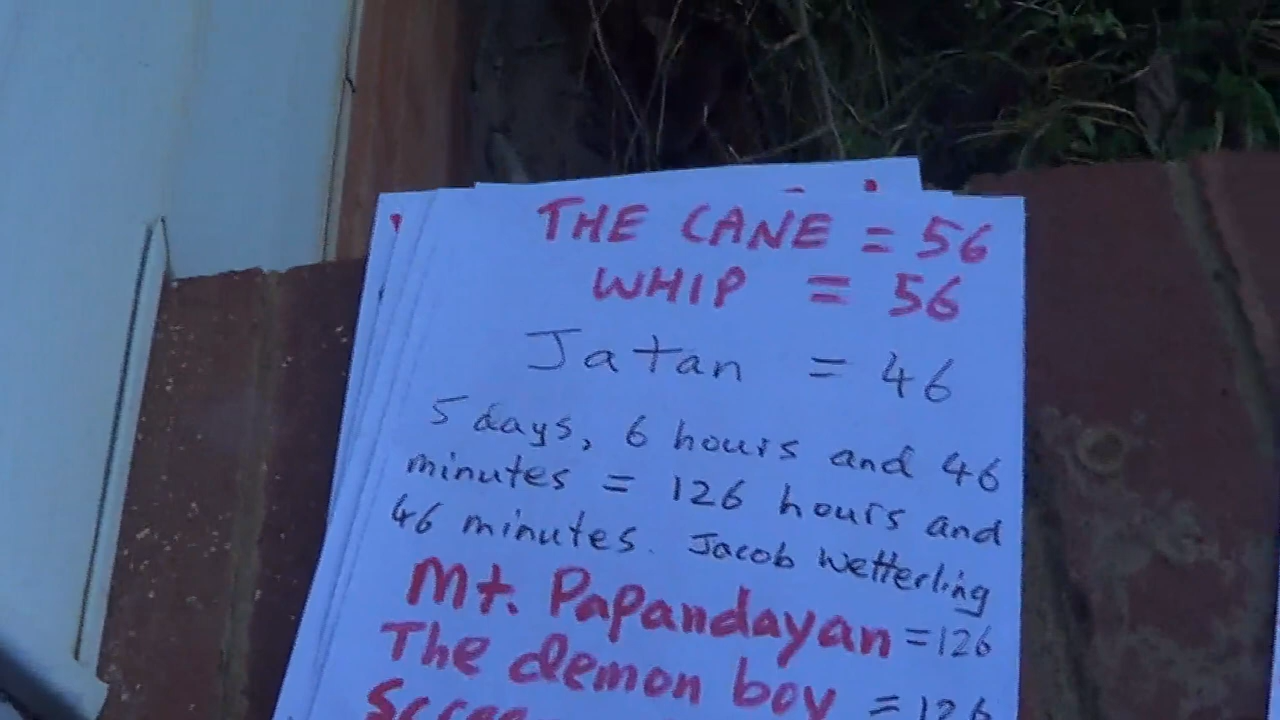 THE CANE = 56
WHIP = 56
Jatan = 46
5 days, 6 hours and 46
minutes = 126 hours and
46 minutes. Jacob Wetterling
Mt. Papandayan = 126
The demon boy = 126